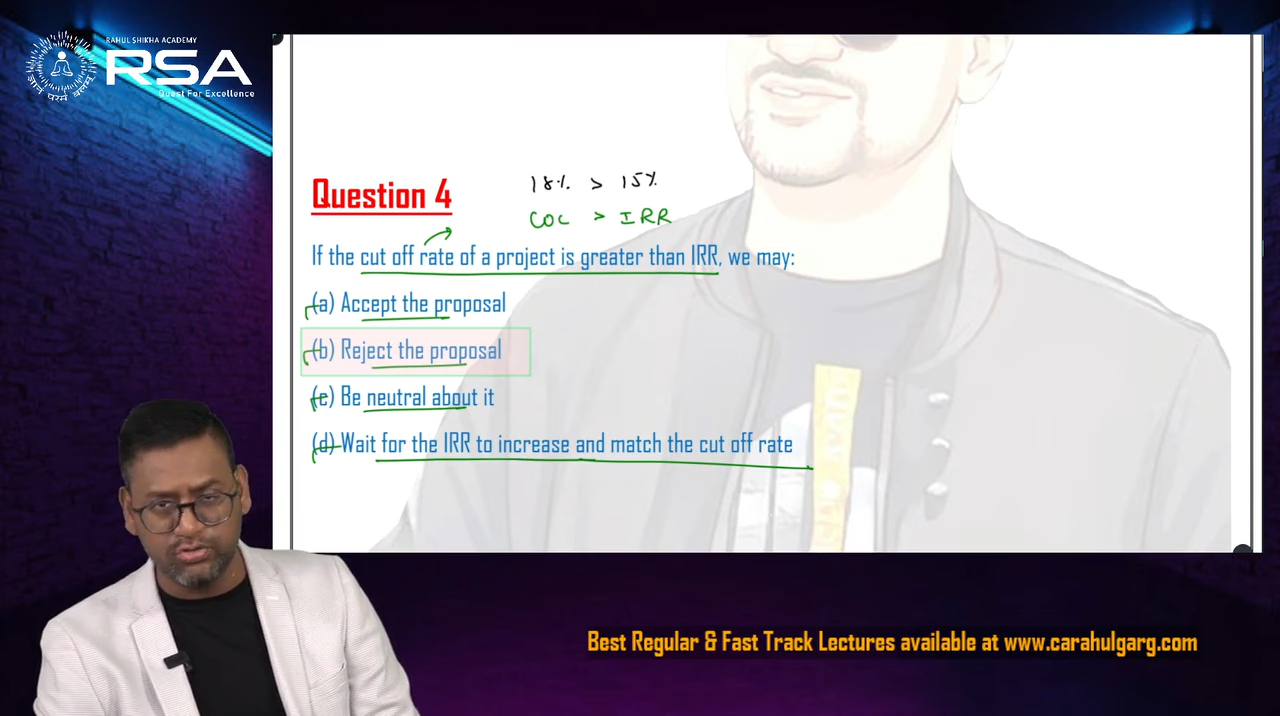 RAHUL SHIKHA ACADEMY
RSA
Quest For Excellence
ज्ञानं परमं बलम्
18% > 15%
Question 4
COC > IRR
If the cut off rate of a project is greater than IRR, we may:
(a) Accept the proposal
(b) Reject the proposal
(c) Be neutral about it
(d) Wait for the IRR to increase and match the cut off rate
Best Regular & Fast Track Lectures available at www.carahulgarg.com